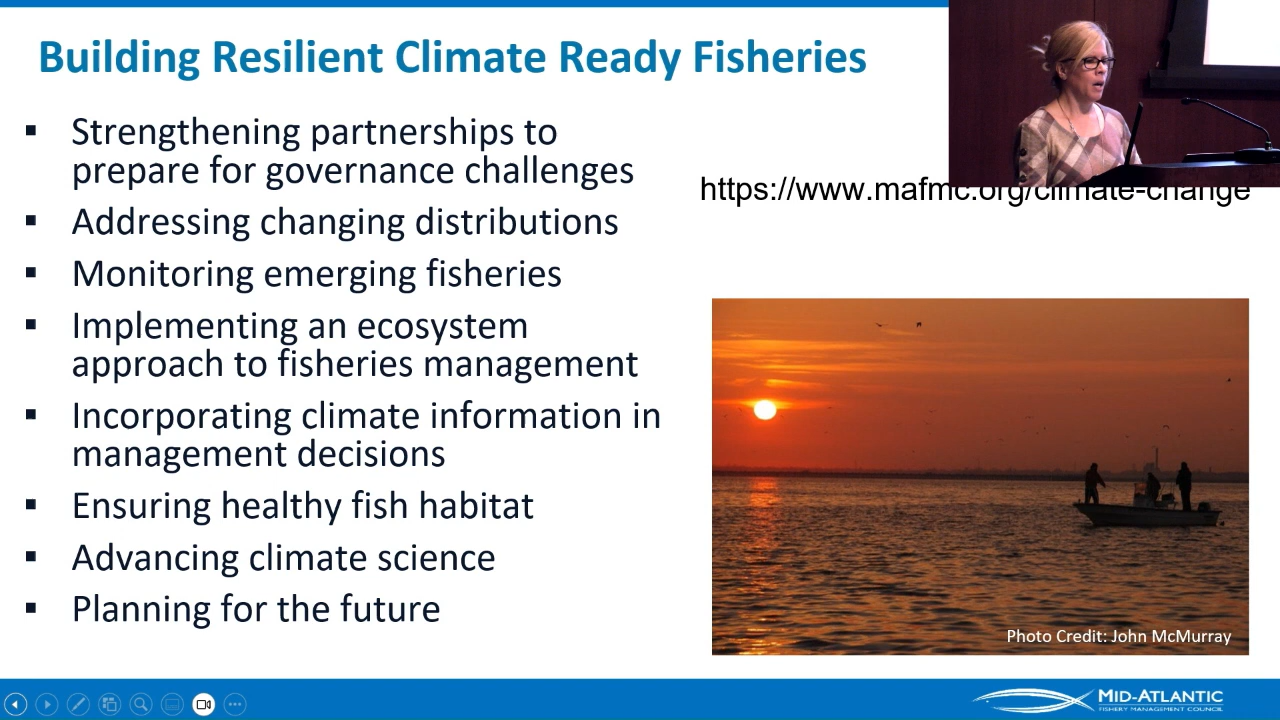 Building Resilient Climate Ready Fisheries
▪ Strengthening partnerships to
prepare for governance challenges
▪ Addressing changing distributions
▪ Monitoring emerging fisheries
▪ Implementing an ecosystem
approach to fisheries management
▪ Incorporating climate information in
management decisions
▪ Ensuring healthy fish habitat
▪ Advancing climate science
▪ Planning for the future
https://www.mafmc.org/climate-change
Photo Credit: John McMurray
MID-ATLANTIC
FISHERY MANAGEMENT COUNCIL